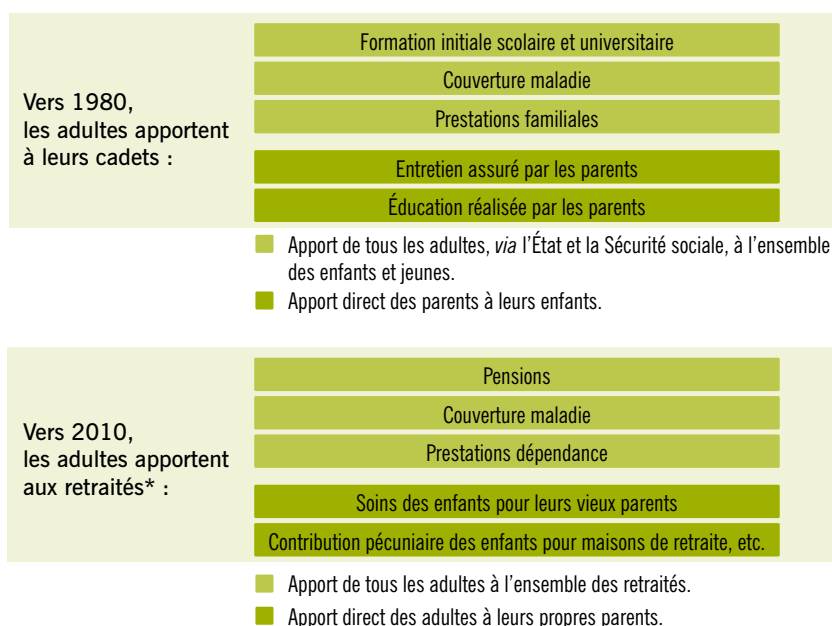 Formation initiale scolaire et universitaire
Couverture maladie
Prestations familiales
Vers 1980,
les adultes apportent
à leurs cadets :
Entretien assuré par les parents
Éducation réalisée par les parents
Apport de tous les adultes, via l'État et la Sécurité sociale, à l'ensemble
des enfants et jeunes.
Apport direct des parents à leurs enfants.
Pensions
Couverture maladie
Prestations dépendance
Vers 2010,
les adultes apportent
aux retraités* :
Soins des enfants pour leurs vieux parents
Contribution pécuniaire des enfants pour maisons de retraite, etc.
Apport de tous les adultes à l'ensemble des retraités.
Apport direct des adultes à leurs propres parents.